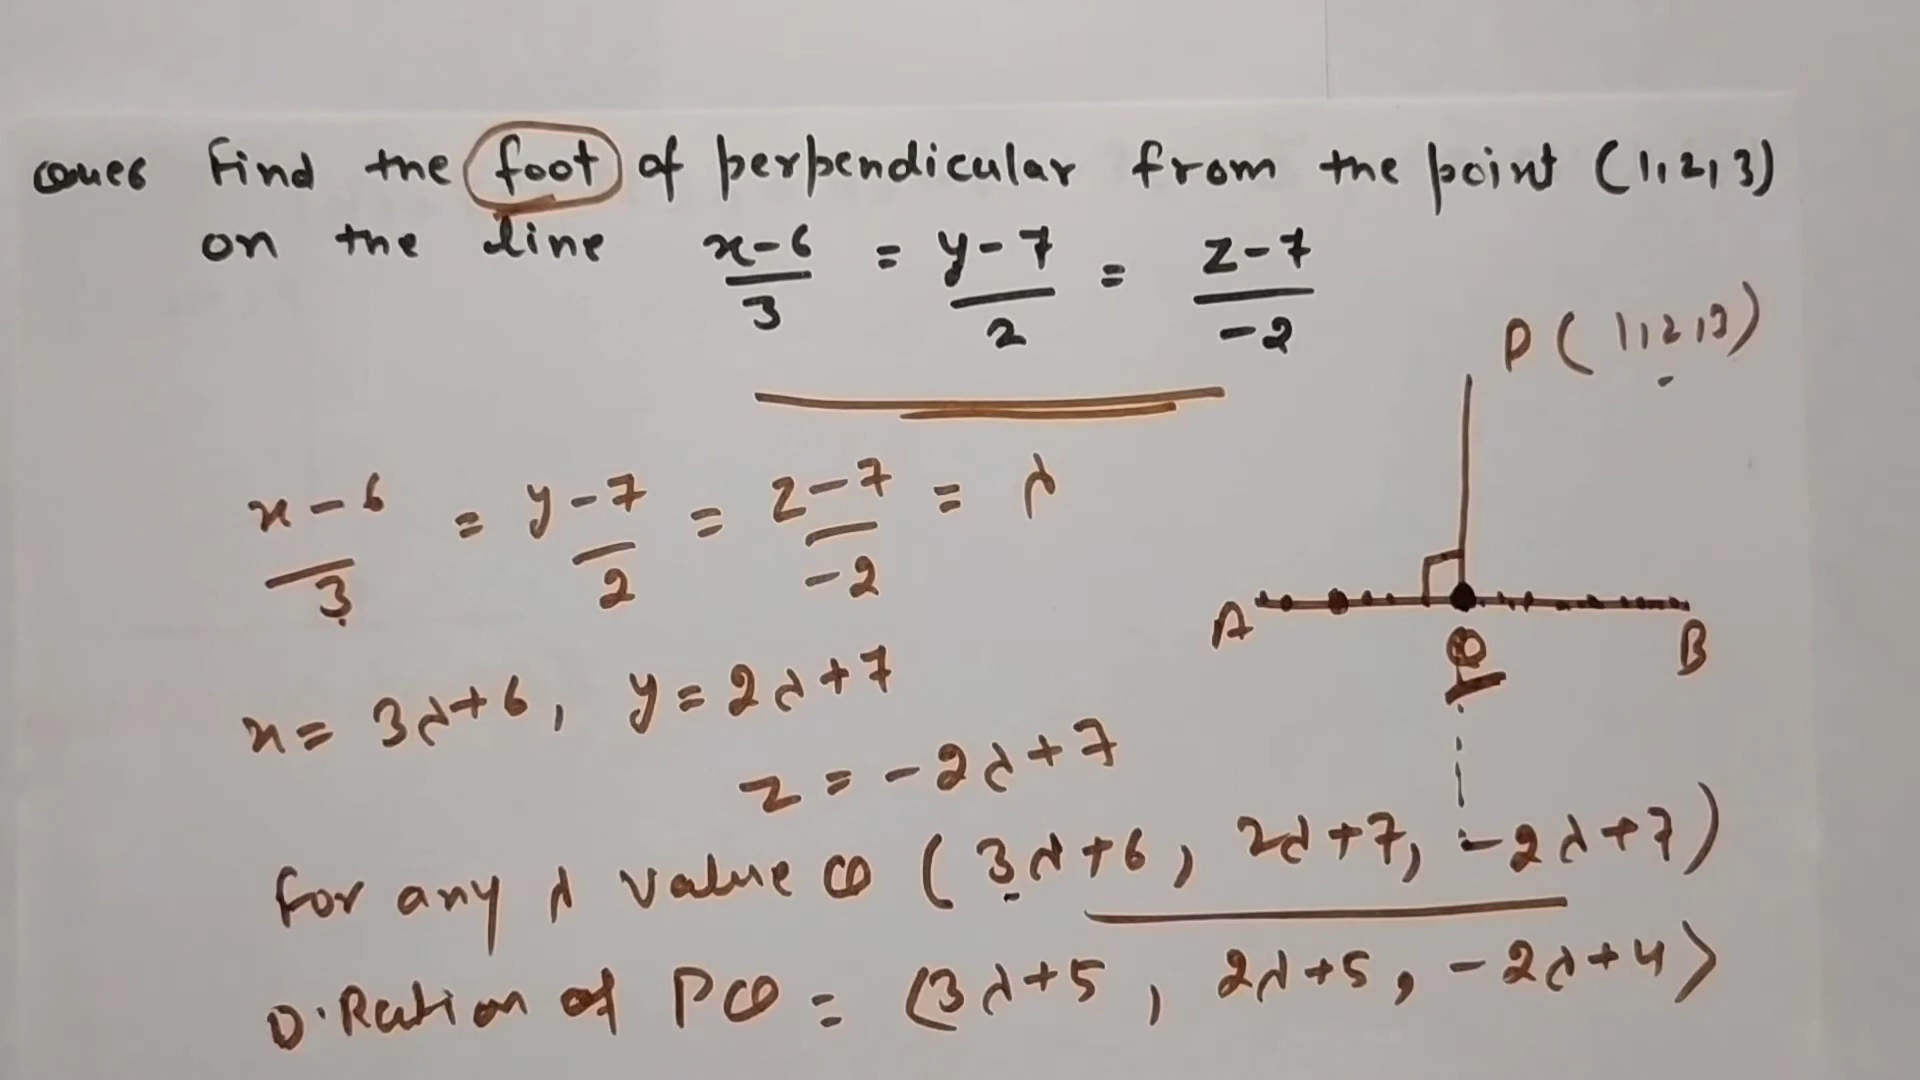 Ques Find the foot of perpendicular from the point (1,2,3)
on the line x-6/3 = y-7/2 = z-7/-2
P(1,2,3)
x-6/3 = y-7/2 = z-7/-2 = λ
A Q B
x = 3λ+6, y = 2λ+7
z = -2λ+7
for any λ value Q (3λ+6, 2λ+7, -2λ+7)
D.Ration of PQ = <3λ+5, 2λ+5, -2λ+4>